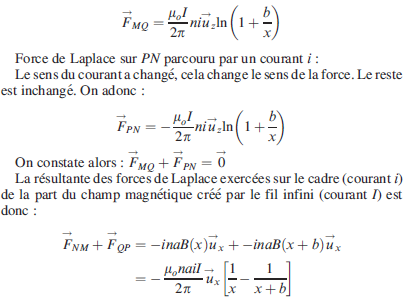 $\vec{F}_{MQ} = \frac{\mu_o I}{2\pi} ni\vec{u}_z \ln\left(1 + \frac{b}{x}\right)$
Force de Laplace sur PN parcouru par un courant i :
Le sens du courant a changé, cela change le sens de la force. Le reste
est inchangé. On adonc :
$\vec{F}_{PN} = -\frac{\mu_o I}{2\pi} ni\vec{u}_z \ln\left(1 + \frac{b}{x}\right)$
On constate alors : $\vec{F}_{MQ} + \vec{F}_{PN} = \vec{0}$
La résultante des forces de Laplace exercées sur le cadre (courant i)
de la part du champ magnétique créé par le fil infini (courant I) est
donc :
$\vec{F}_{NM} + \vec{F}_{QP} = -inaB(x)\vec{u}_x + -inaB(x + b)\vec{u}_x$
$= -\frac{\mu_o naiI}{2\pi} \vec{u}_x \left[\frac{1}{x} - \frac{1}{x+b}\right]$